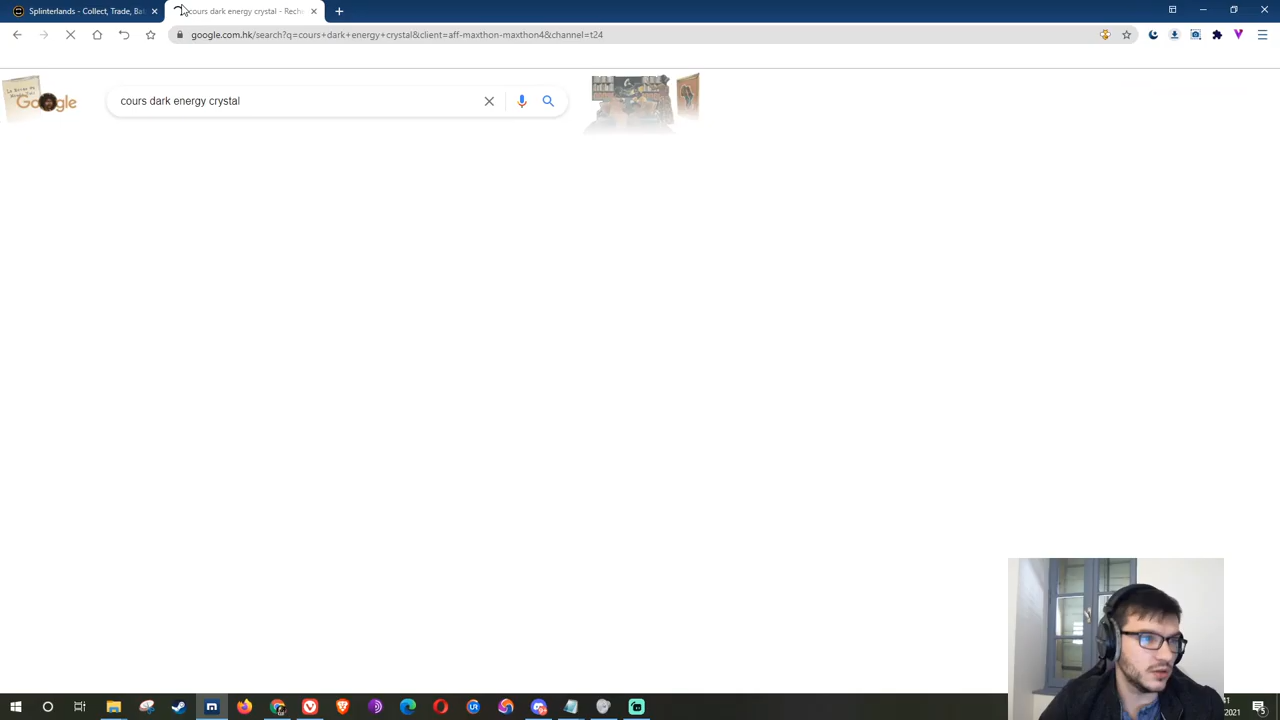 Splinterlands - Collect, Trade, Bat
cours dark energy crystal - Rech
google.com.hk/search?q=cours+dark+energy+crystal&client=aff-maxthon-maxthon4&channel=t24
Google
cours dark energy crystal
2021
5